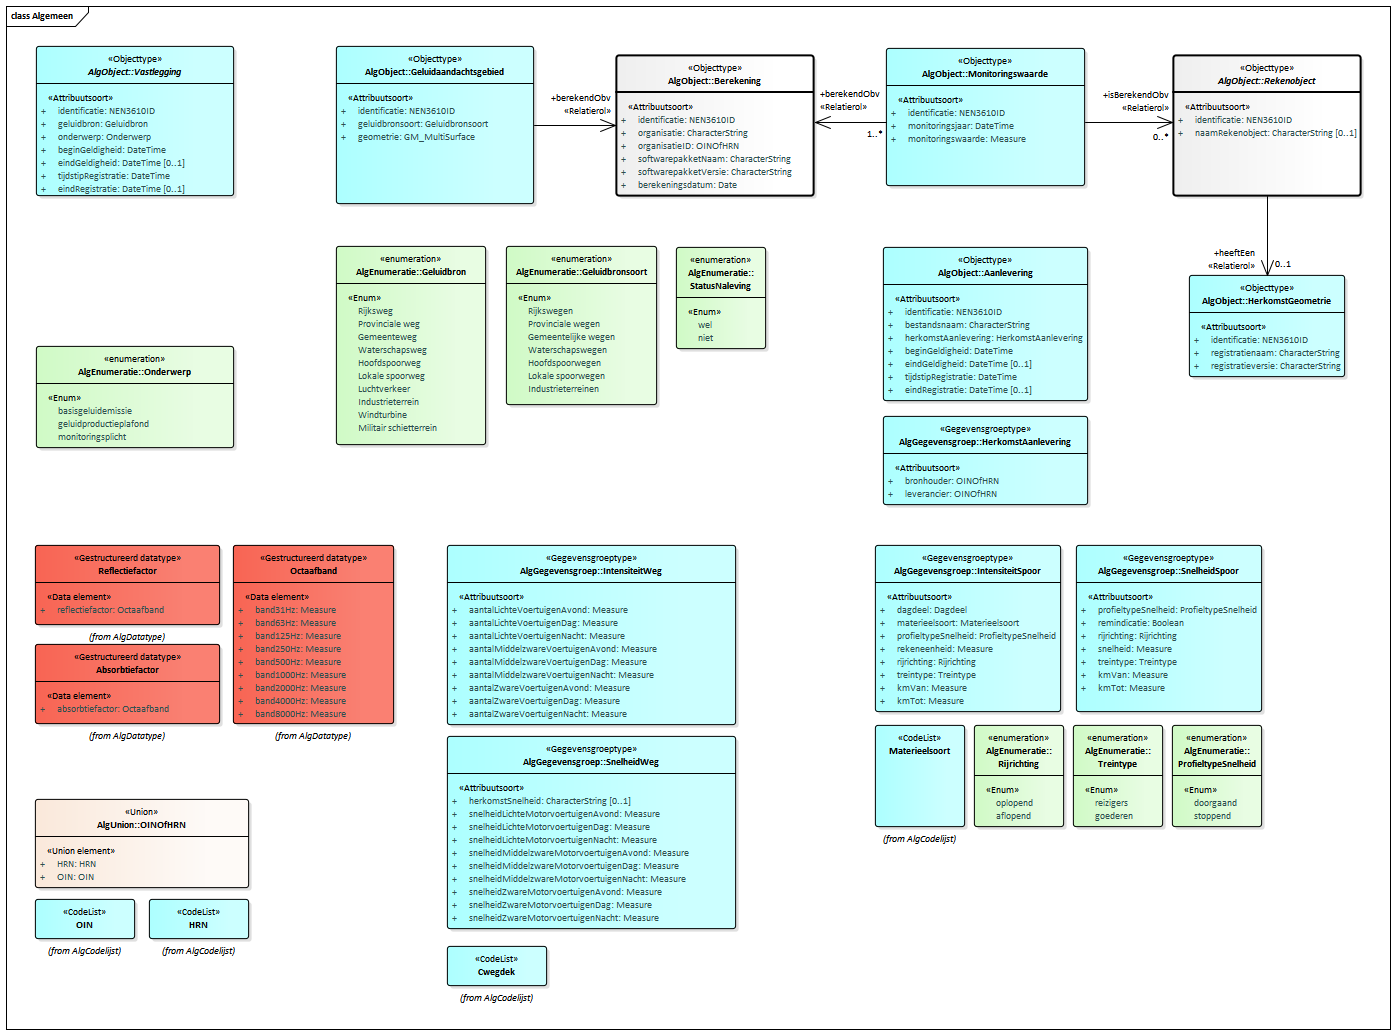 class Algemeen
«Objecttype»
AlgObject::Vastlegging
«Attribuutsoort»
+ identificatie: NEN3610ID
+ geluidbron: Geluidbron
+ onderwerp: Onderwerp
+ beginGeldigheid: DateTime
+ eindGeldigheid: DateTime [0..1]
+ tijdstipRegistratie: DateTime
+ eindRegistratie: DateTime [0..1]
«Objecttype»
AlgObject::Geluidaandachtsgebied
«Attribuutsoort»
+ identificatie: NEN3610ID
+ geluidbronsoort: Geluidbronsoort
+ geometrie: GM_MultiSurface
+berekendObv
«Relatierol»
«Objecttype»
AlgObject::Berekening
«Attribuutsoort»
+ identificatie: NEN3610ID
+ organisatie: CharacterString
+ organisatieID: OINOfHRN
+ softwarepakketNaam: CharacterString
+ softwarepakketVersie: CharacterString
+ berekeningsdatum: Date
+berekendObv
«Relatierol»
1..*
«Objecttype»
AlgObject::Monitoringswaarde
«Attribuutsoort»
+ identificatie: NEN3610ID
+ monitoringsjaar: DateTime
+ monitoringswaarde: Measure
+isBerekendObv
«Relatierol»
0..*
«Objecttype»
AlgObject::Rekenobject
«Attribuutsoort»
+ identificatie: NEN3610ID
+ naamRekenobject: CharacterString [0..1]
+heeftEen
«Relatierol»
0..1
«Objecttype»
AlgObject::HerkomstGeometrie
«Attribuutsoort»
+ identificatie: NEN3610ID
+ registratienaam: CharacterString
+ registratieversie: CharacterString
«enumeration»
AlgEnumeratie::Geluidbron
«Enum»
Rijksweg
Provinciale weg
Gemeenteweg
Waterschapsweg
Hoofdspoorweg
Lokale spoorweg
Luchtverkeer
Industrieterrein
Windturbine
Militair schietterrein
«enumeration»
AlgEnumeratie::Geluidbronsoort
«Enum»
Rijkswegen
Provinciale wegen
Gemeentelijke wegen
Waterschapswegen
Hoofdspoorwegen
Lokale spoorwegen
Industrieterreinen
«enumeration»
AlgEnumeratie::
StatusNaleving
«Enum»
wel
niet
«Objecttype»
AlgObject::Aanlevering
«Attribuutsoort»
+ identificatie: NEN3610ID
+ bestandsnaam: CharacterString
+ herkomstAanlevering: HerkomstAanlevering
+ beginGeldigheid: DateTime
+ eindGeldigheid: DateTime [0..1]
+ tijdstipRegistratie: DateTime
+ eindRegistratie: DateTime [0..1]
«enumeration»
AlgEnumeratie::Onderwerp
«Enum»
basisgeluidemissie
geluidproductieplafond
monitoringsplicht
«Gegevensgroeptype»
AlgGegevensgroep::HerkomstAanlevering
«Attribuutsoort»
+ bronhouder: OINOfHRN
+ leverancier: OINOfHRN
«Gestructureerd datatype»
Reflectiefactor
«Data element»
+ reflectiefactor: Octaafband
(from AlgDatatype)
«Gestructureerd datatype»
Absorbtiefactor
«Data element»
+ absorbtiefactor: Octaafband
(from AlgDatatype)
«Gestructureerd datatype»
Octaafband
«Data element»
+ band31Hz: Measure
+ band63Hz: Measure
+ band125Hz: Measure
+ band250Hz: Measure
+ band500Hz: Measure
+ band1000Hz: Measure
+ band2000Hz: Measure
+ band4000Hz: Measure
+ band8000Hz: Measure
(from AlgDatatype)
«Gegevensgroeptype»
AlgGegevensgroep::IntensiteitWeg
«Attribuutsoort»
+ aantalLichteVoertuigenAvond: Measure
+ aantalLichteVoertuigenDag: Measure
+ aantalLichteVoertuigenNacht: Measure
+ aantalMiddelzwareVoertuigenAvond: Measure
+ aantalMiddelzwareVoertuigenDag: Measure
+ aantalMiddelzwareVoertuigenNacht: Measure
+ aantalZwareVoertuigenAvond: Measure
+ aantalZwareVoertuigenDag: Measure
+ aantalZwareVoertuigenNacht: Measure
«Gegevensgroeptype»
AlgGegevensgroep::IntensiteitSpoor
«Attribuutsoort»
+ dagdeel: Dagdeel
+ materieelsoort: Materieelsoort
+ profieltypeSnelheid: ProfieltypeSnelheid
+ rekeneenheid: Measure
+ rijrichting: Rijrichting
+ treintype: Treintype
+ kmVan: Measure
+ kmTot: Measure
«Gegevensgroeptype»
AlgGegevensgroep::SnelheidSpoor
«Attribuutsoort»
+ profieltypeSnelheid: ProfieltypeSnelheid
+ remindicatie: Boolean
+ rijrichting: Rijrichting
+ snelheid: Measure
+ treintype: Treintype
+ kmVan: Measure
+ kmTot: Measure
«Gegevensgroeptype»
AlgGegevensgroep::SnelheidWeg
«Attribuutsoort»
+ herkomstSnelheid: CharacterString [0..1]
+ snelheidLichteMotorvoertuigenAvond: Measure
+ snelheidLichteMotorvoertuigenDag: Measure
+ snelheidLichteMotorvoertuigenNacht: Measure
+ snelheidMiddelzwareMotorvoertuigenAvond: Measure
+ snelheidMiddelzwareMotorvoertuigenDag: Measure
+ snelheidMiddelzwareMotorvoertuigenNacht: Measure
+ snelheidZwareMotorvoertuigenAvond: Measure
+ snelheidZwareMotorvoertuigenDag: Measure
+ snelheidZwareMotorvoertuigenNacht: Measure
«CodeList»
Materieelsoort
(from AlgCodelijst)
«enumeration»
AlgEnumeratie::
Rijrichting
«Enum»
oplopend
aflopend
«enumeration»
AlgEnumeratie::
Treintype
«Enum»
reizigers
goederen
«enumeration»
AlgEnumeratie::
ProfieltypeSnelheid
«Enum»
doorgaand
stoppend
«Union»
AlgUnion::OINOfHRN
«Union element»
+ HRN: HRN
+ OIN: OIN
«CodeList»
OIN
(from AlgCodelijst)
«CodeList»
HRN
(from AlgCodelijst)
«CodeList»
Cwegdek
(from AlgCodelijst)